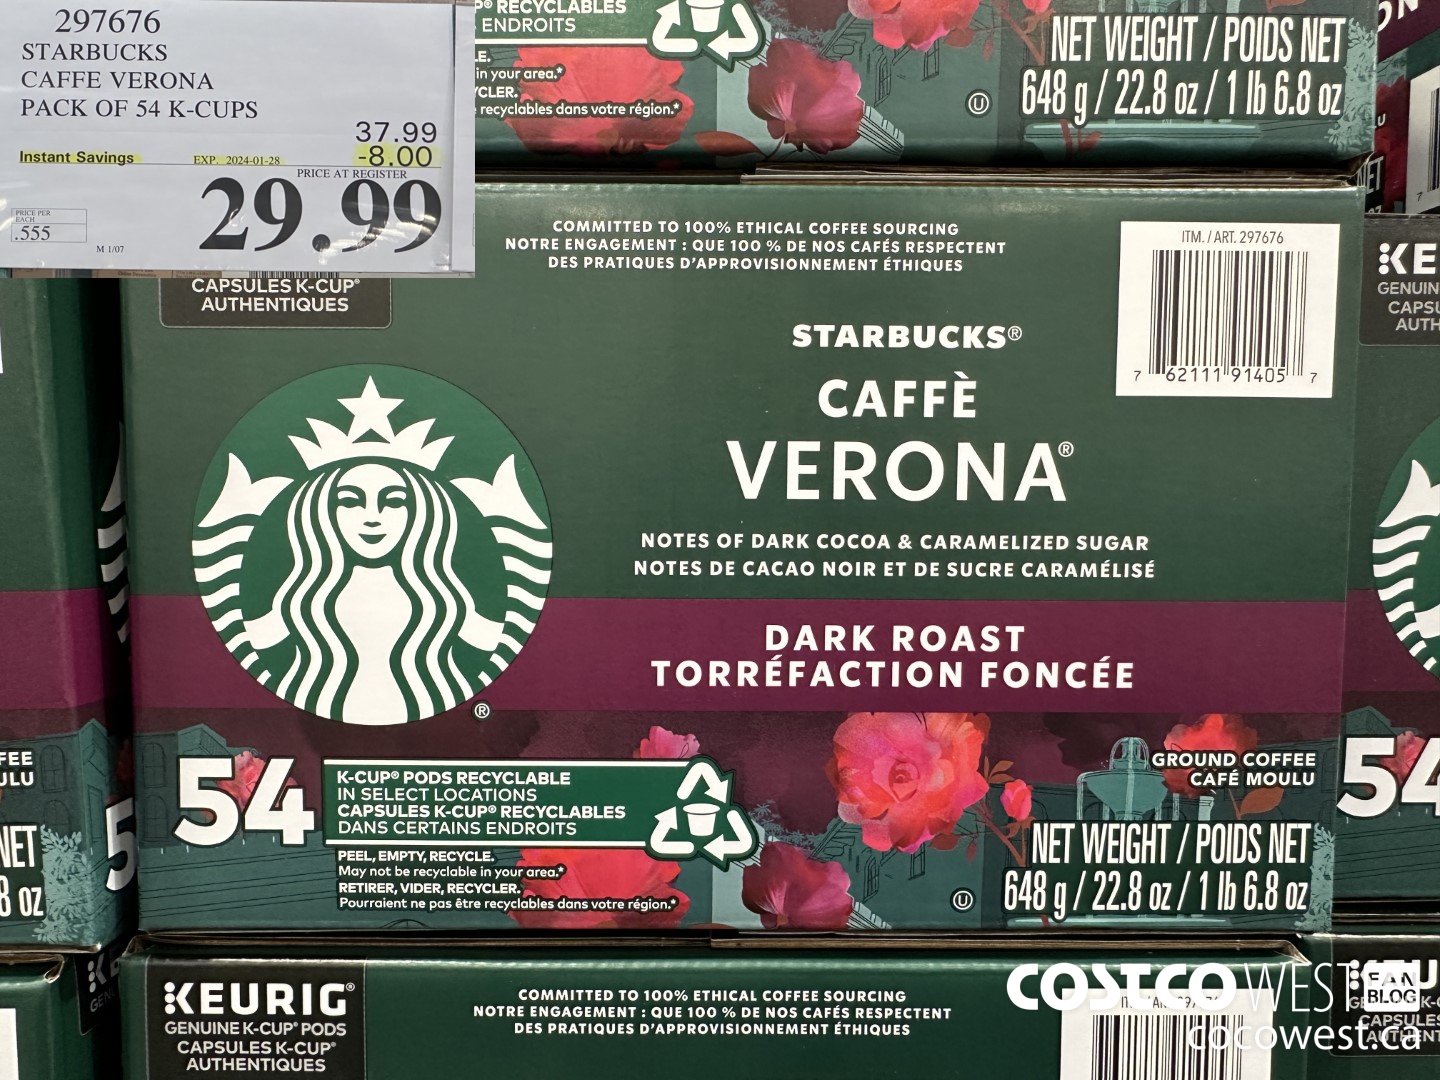 297676
STARBUCKS
CAFFE VERONA
PACK OF 54 K-CUPS
37.99
Instant Savings EXP. 2024-01-28 -8.00
PRICE AT REGISTER
29.99
PRICE PER
EACH
.555
M 1/07
P® RECYCLABLES
ENDROITS
in your area.*
recyclables dans votre région.*
U
NET WEIGHT / POIDS NET
648 g / 22.8 oz / 1 lb 6.8 oz
CAPSULES K-CUP®
AUTHENTIQUES
COMMITTED TO 100% ETHICAL COFFEE SOURCING
NOTRE ENGAGEMENT : QUE 100 % DE NOS CAFÉS RESPECTENT
DES PRATIQUES D'APPROVISIONNEMENT ÉTHIQUES
ITM. / ART. 297676
7 62111 91405 7
STARBUCKS®
CAFFÈ
VERONA®
NOTES OF DARK COCOA & CARAMELIZED SUGAR
NOTES DE CACAO NOIR ET DE SUCRE CARAMÉLISÉ
DARK ROAST
TORRÉFACTION FONCÉE
®
54
K-CUP® PODS RECYCLABLE
IN SELECT LOCATIONS
CAPSULES K-CUP® RECYCLABLES
DANS CERTAINS ENDROITS
PEEL, EMPTY, RECYCLE.
May not be recyclable in your area.*
RETIRER, VIDER, RECYCLER.
Pourraient ne pas être recyclables dans votre région.*
GROUND COFFEE
CAFÉ MOULU
U
NET WEIGHT / POIDS NET
648 g / 22.8 oz / 1 lb 6.8 oz
54
KEURIG®
GENUINE K-CUP® PODS
CAPSULES K-CUP®
AUTHENTIQUES
COMMITTED TO 100% ETHICAL COFFEE SOURCING
NOTRE ENGAGEMENT : QUE 100 % DE NOS CAFÉS RESPECTENT
DES PRATIQUES D'APPROVISIONNEMENT ÉTHIQUES
COSTCO WEST
FAN
BLOG
cocowest.ca